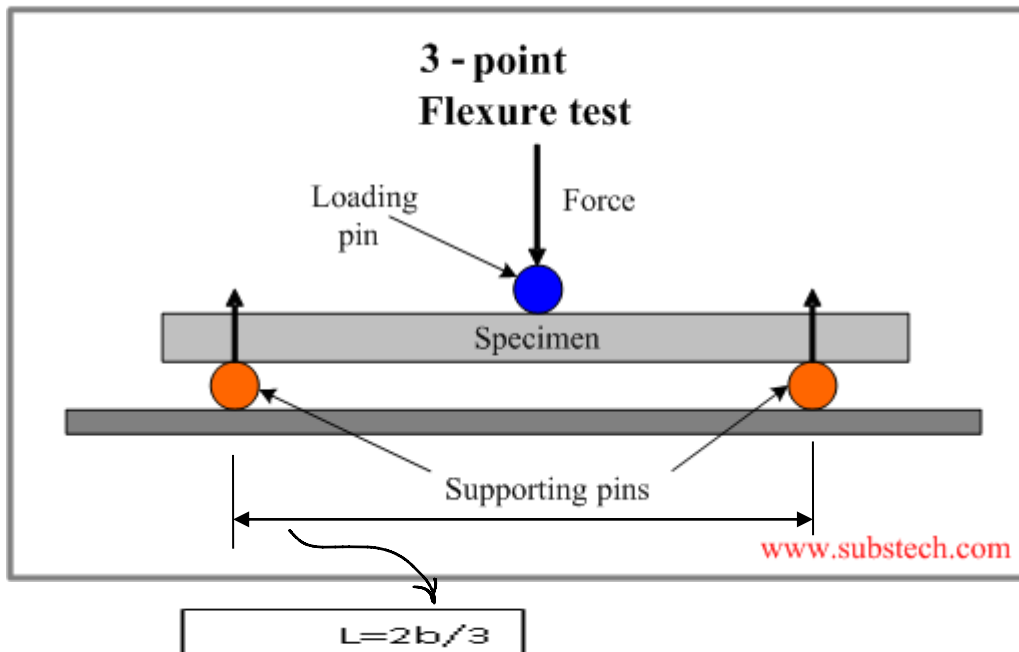 3 - point
Flexure test
Loading
pin
Force
Specimen
Supporting pins
www.substech.com
L=2b/3